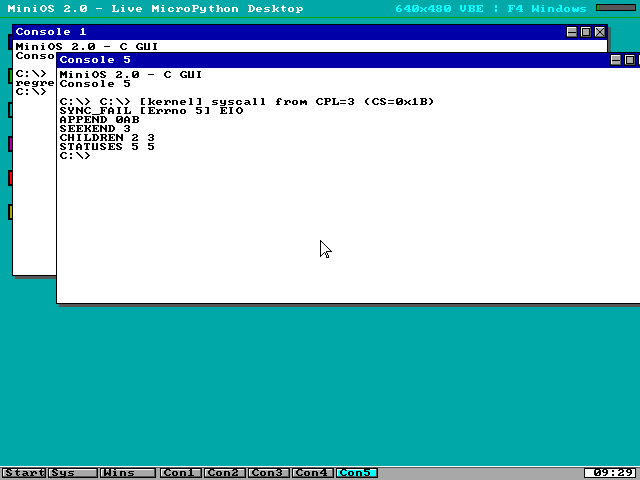 MiniOS 2.0 - Live MicroPython Desktop
640x480 VBE | F4 Windows
Console 1
MiniOS 2.0 - C GUI
Conso
C:\>
regre
C:\>
Console 5
MiniOS 2.0 - C GUI
Console 5
C:\> C:\> [kernel] syscall from CPL=3 (CS=0x1B)
SYNC_FAIL [Errno 5] EIO
APPEND 0AB
SEEKEND 3
CHILDREN 2 3
STATUSES 5 5
C:\>
Start Sys Wins Con1 Con2 Con3 Con4 Con5 09:29